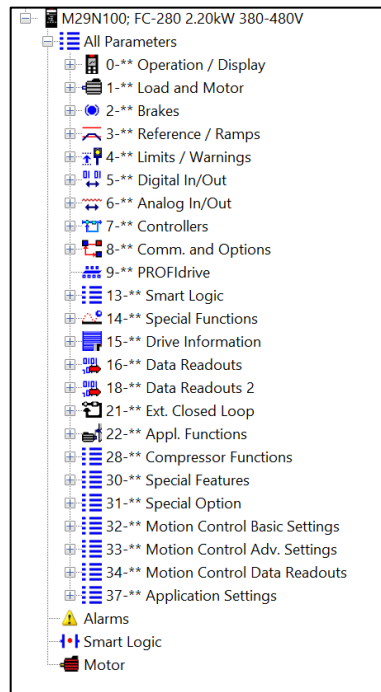 M29N100; FC-280 2.20kW 380-480V
All Parameters
0-** Operation / Display
1-** Load and Motor
2-** Brakes
3-** Reference / Ramps
4-** Limits / Warnings
5-** Digital In/Out
6-** Analog In/Out
7-** Controllers
8-** Comm. and Options
9-** PROFIdrive
13-** Smart Logic
14-** Special Functions
15-** Drive Information
16-** Data Readouts
18-** Data Readouts 2
21-** Ext. Closed Loop
22-** Appl. Functions
28-** Compressor Functions
30-** Special Features
31-** Special Option
32-** Motion Control Basic Settings
33-** Motion Control Adv. Settings
34-** Motion Control Data Readouts
37-** Application Settings
Alarms
Smart Logic
Motor